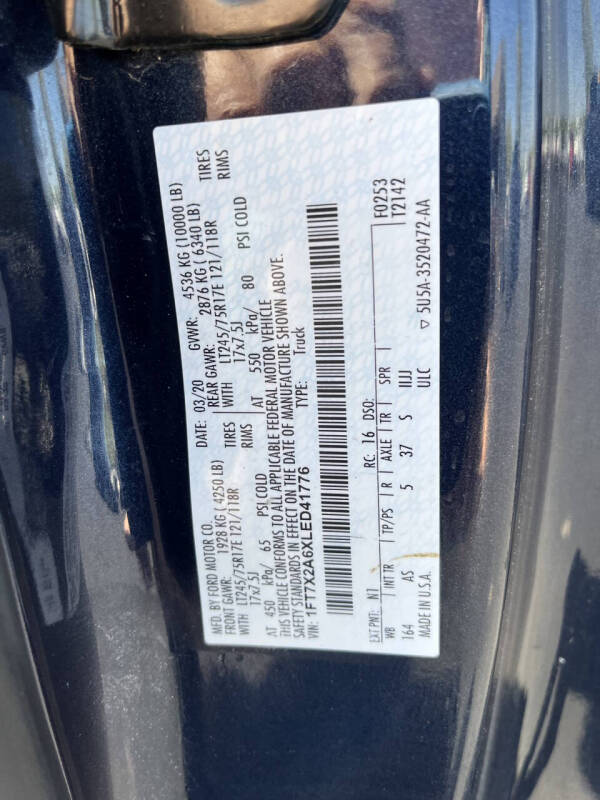 MFD. BY FORD MOTOR CO. DATE: 03/20 GVWR: 4536 KG (10000 LB)
FRONT GAWR: 1928 KG ( 4250 LB) REAR GAWR: 2876 KG ( 6340 LB)
WITH LT245/75R17E 121/118R TIRES WITH LT245/75R17E 121/118R TIRES
17x7.5J RIMS 17x7.5J RIMS
AT 450 kPa/ 65 PSI COLD AT 550 kPa/ 80 PSI COLD
THIS VEHICLE CONFORMS TO ALL APPLICABLE FEDERAL MOTOR VEHICLE
SAFETY STANDARDS IN EFFECT ON THE DATE OF MANUFACTURE SHOWN ABOVE.
VIN: 1FT7X2A6XLED41776 TYPE: Truck
F0253
T2142
EXT PNT: N1 RC: 16 DSO:
WB INT TR TP/PS R AXLE TR SPR
164 AS 5 37 S IIJJ
MADE IN U.S.A. ULC ▽ 5U5A-3520472-AA